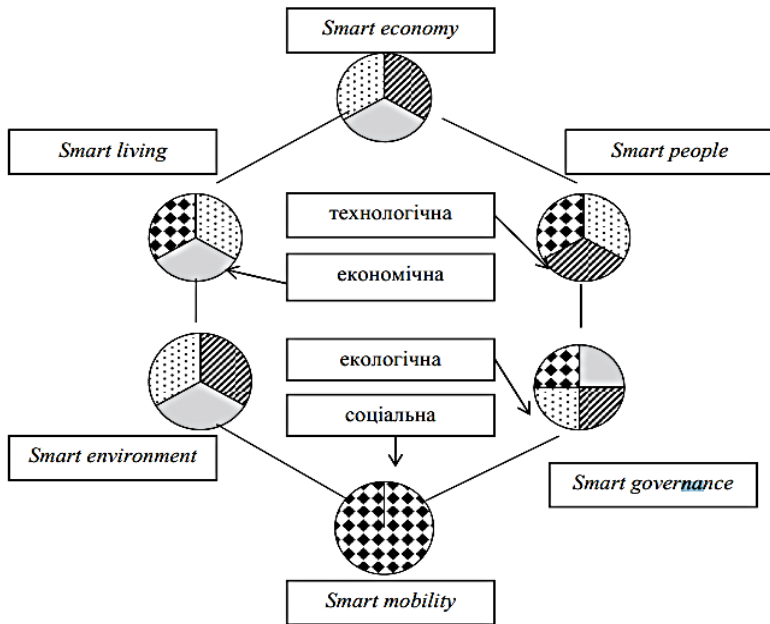 Smart economy
Smart living
Smart people
технологічна
економічна
екологічна
соціальна
Smart environment
Smart governance
Smart mobility